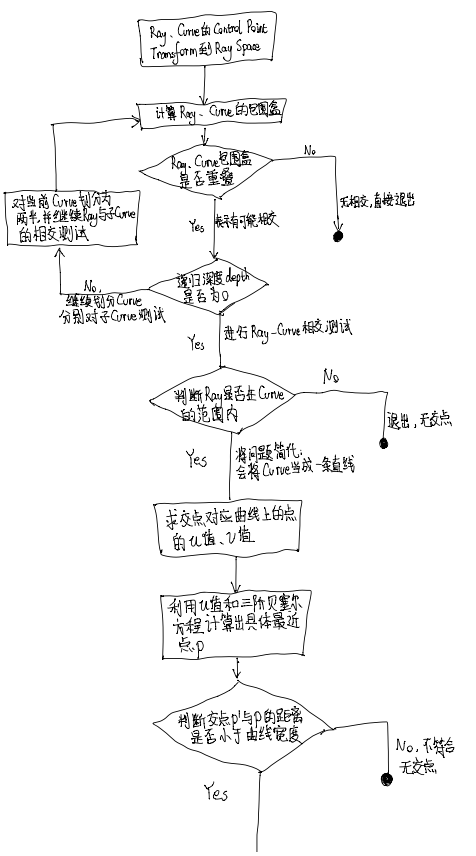 Ray、Curve的Control Point
Transform到Ray Space
计算Ray、Curve的包围盒
Ray、Curve包围盒
是否重叠
No
无相交,直接退出
Yes
表示有可能相交
对当前Curve划分为
两半,并继续Ray与子Curve
的相交测试
递归深度depth
是否为0
No,
继续划分Curve
分别对子Curve测试
Yes
进行Ray-Curve相交测试
判断Ray是否在Curve
的范围内
No
退出,无交点
Yes
将问题简化:
会将Curve当成一条直线
求交点对应曲线上的点
的u值、v值
利用u值和三阶贝塞尔
方程计算出具体最近
点p
判断交点p'与p的距离
是否小于曲线宽度
No,不符合
无交点
Yes